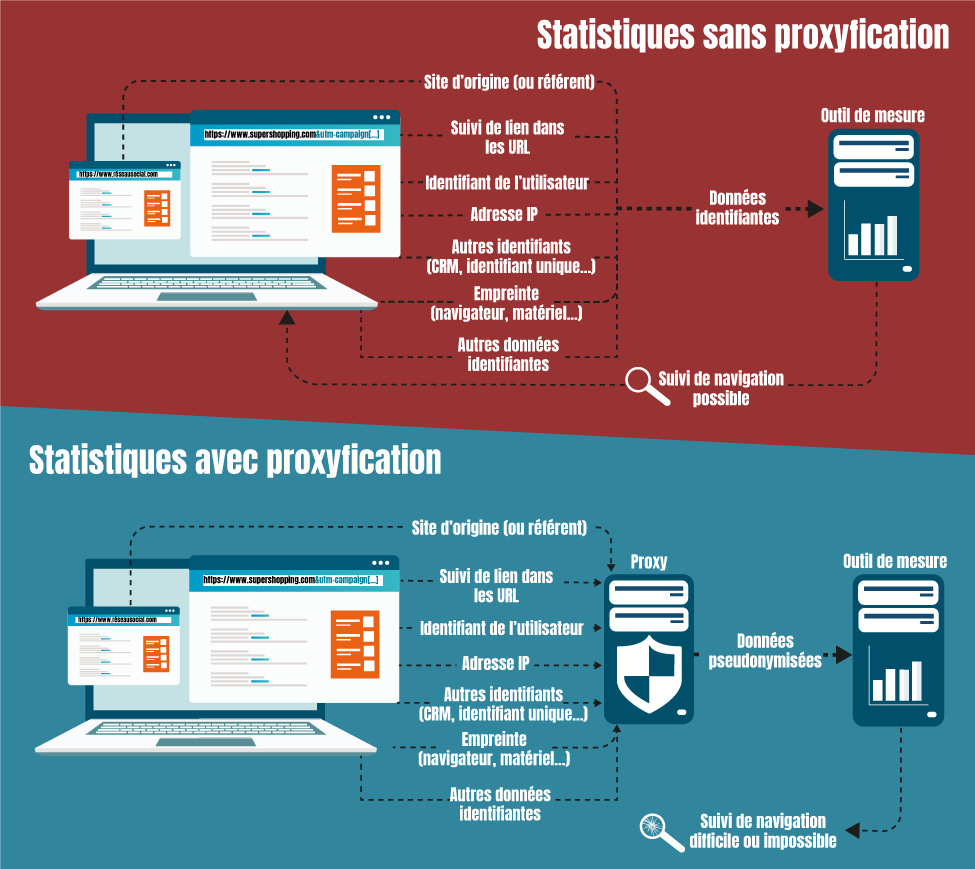 Statistiques sans proxyfication
Site d'origine (ou référent)
Outil de mesure
https://www.supershopping.com&utm-campaign[...]
Suivi de lien dans
les URL
https://www.réseausocial.com
Identifiant de l'utilisateur
Données
identifiantes
Adresse IP
Autres identifiants
(CRM, identifiant unique...)
Empreinte
(navigateur, matériel...)
Autres données
identifiantes
Suivi de navigation
possible
Statistiques avec proxyfication
Site d'origine (ou référent)
Proxy
Outil de mesure
https://www.supershopping.com&utm-campaign[...]
Suivi de lien dans
les URL
https://www.réseausocial.com
Identifiant de l'utilisateur
Données
pseudonymisées
Adresse IP
Autres identifiants
(CRM, identifiant unique...)
Empreinte
(navigateur, matériel...)
Autres données
identifiantes
Suivi de navigation
difficile ou impossible